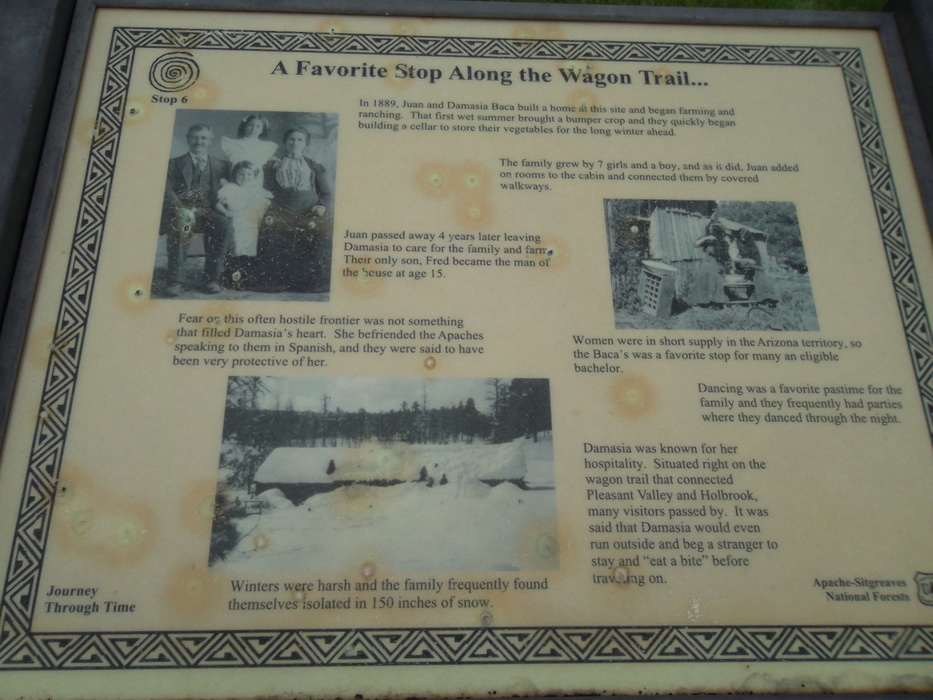 A Favorite Stop Along the Wagon Trail...
Stop 6
In 1889, Juan and Damasia Baca built a home at this site and began farming and
ranching. That first wet summer brought a bumper crop and they quickly began
building a cellar to store their vegetables for the long winter ahead.
The family grew by 7 girls and a boy, and as it did, Juan added
on rooms to the cabin and connected them by covered
walkways.
Juan passed away 4 years later leaving
Damasia to care for the family and farm.
Their only son, Fred became the man of
the house at age 15.
Fear of this often hostile frontier was not something
that filled Damasia's heart. She befriended the Apaches
speaking to them in Spanish, and they were said to have
been very protective of her.
Women were in short supply in the Arizona territory, so
the Baca's was a favorite stop for many an eligible
bachelor.
Dancing was a favorite pastime for the
family and they frequently had parties
where they danced through the night.
Damasia was known for her
hospitality. Situated right on the
wagon trail that connected
Pleasant Valley and Holbrook,
many visitors passed by. It was
said that Damasia would even
run outside and beg a stranger to
stay and "eat a bite" before
traveling on.
Winters were harsh and the family frequently found
themselves isolated in 150 inches of snow.
Journey
Through Time
Apache-Sitgreaves
National Forests